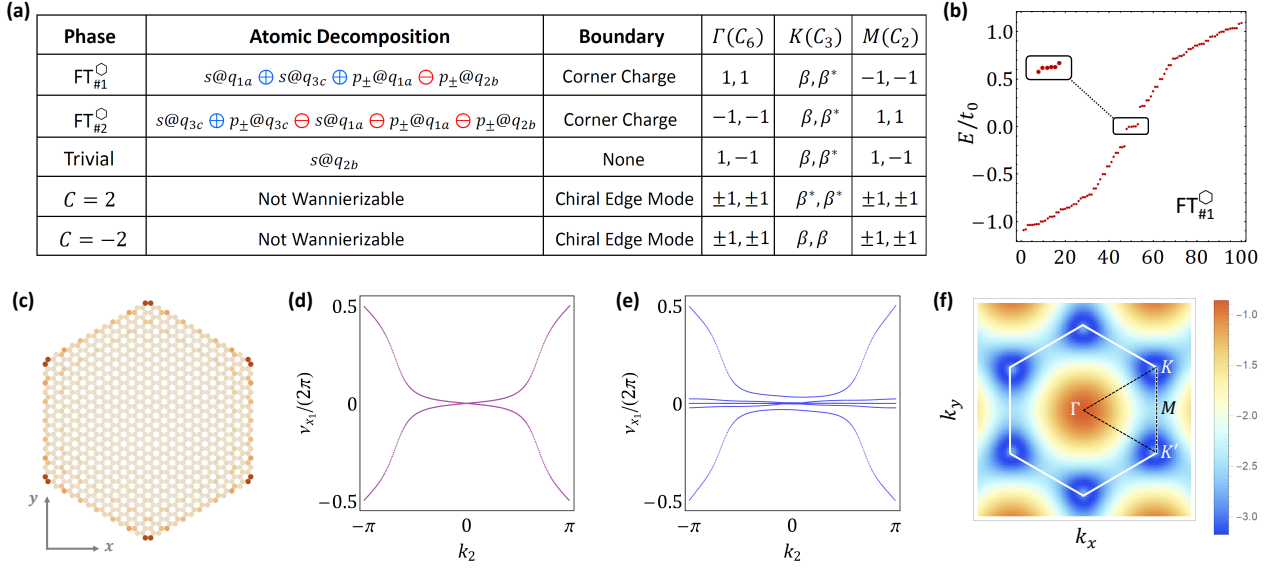 (a)
Phase Atomic Decomposition Boundary Γ(C₆) K(C₃) M(C₂)
FT⬡#1 s@q₁ₐ ⊕ s@q₃c ⊕ p±@q₁ₐ ⊖ p±@q₂b Corner Charge 1, 1 β, β* −1, −1
FT⬡#2 s@q₃c ⊕ p±@q₃c ⊖ s@q₁ₐ ⊖ p±@q₁ₐ ⊖ p±@q₂b Corner Charge −1, −1 β, β* 1, 1
Trivial s@q₂b None 1, −1 β, β* 1, −1
C = 2 Not Wannierizable Chiral Edge Mode ±1, ±1 β*, β* ±1, ±1
C = −2 Not Wannierizable Chiral Edge Mode ±1, ±1 β, β ±1, ±1
(b)
E/t₀
1.0
0.5
0.0
−0.5
−1.0
FT⬡#1
0 20 40 60 80 100
(c)
y
x
(d)
νx₁/(2π)
0.5
0
−0.5
−π 0 π
k₂
(e)
νx₁/(2π)
0.5
0
−0.5
−π 0 π
k₂
(f)
k_y
K
Γ
M
K′
k_x
−1.0
−1.5
−2.0
−2.5
−3.0